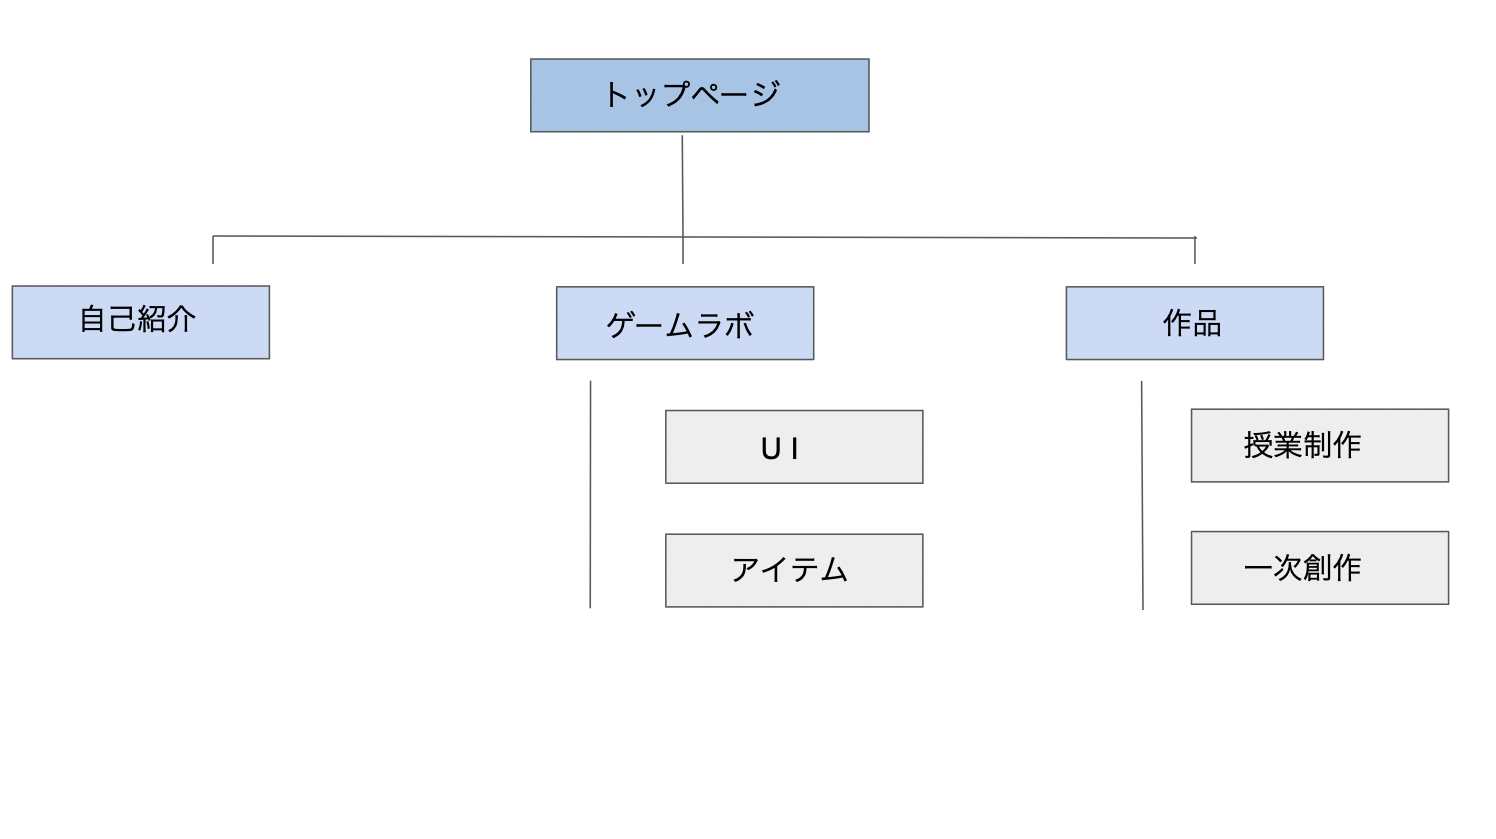 トップページ
自己紹介
ゲームラボ
作品
ＵＩ
授業制作
アイテム
一次創作